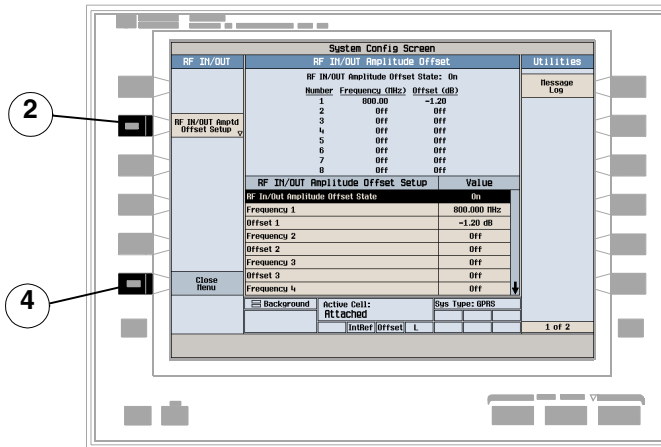 System Config Screen
RF IN/OUT
RF IN/OUT Amplitude Offset
Utilities
RF IN/OUT Amplitude Offset State: On
Message
Log
Number Frequency (MHz) Offset (dB)
1 800.00 -1.20
2 Off Off
3 Off Off
4 Off Off
5 Off Off
6 Off Off
7 Off Off
8 Off Off
2
RF IN/OUT Amptd
Offset Setup
RF IN/OUT Amplitude Offset Setup Value
RF In/Out Amplitude Offset State On
Frequency 1 800.000 MHz
Offset 1 -1.20 dB
Frequency 2 Off
Offset 2 Off
Frequency 3 Off
Offset 3 Off
Frequency 4 Off
Close
Menu
4
Background
Active Cell:
Attached
Sys Type: GPRS
IntRef Offset L
1 of 2